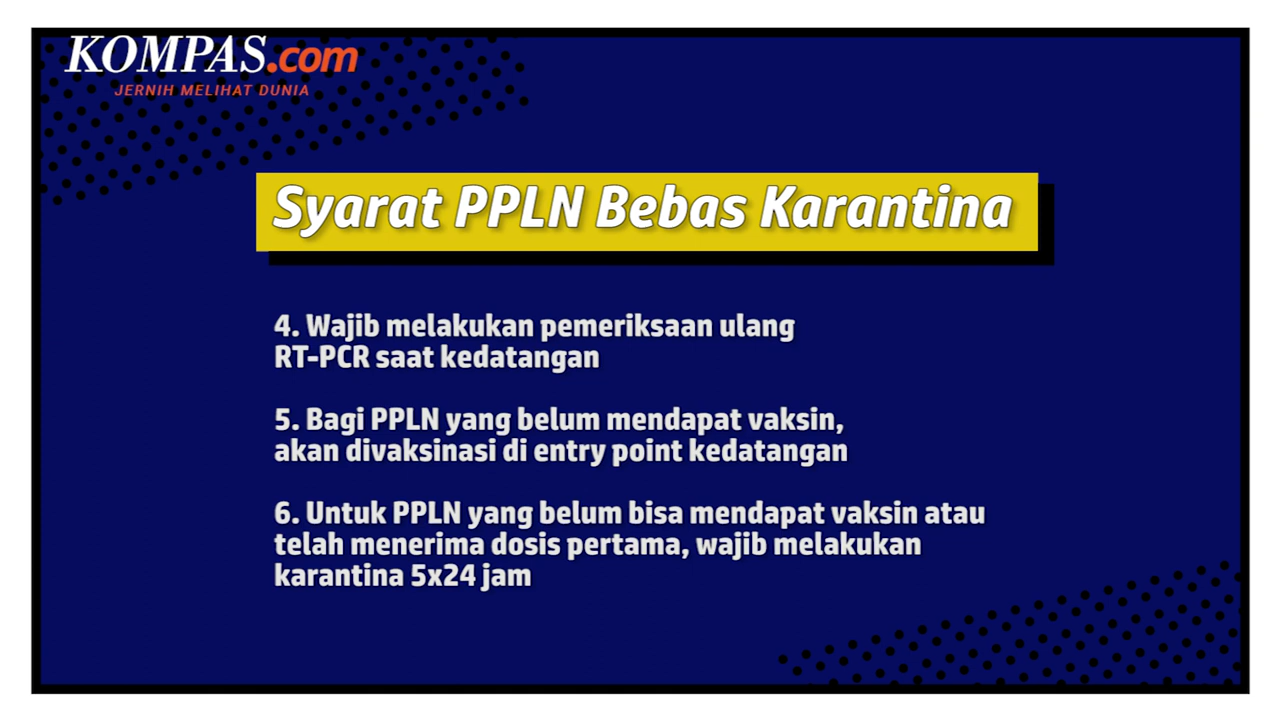 KOMPAS.com
JERNIH MELIHAT DUNIA
Syarat PPLN Bebas Karantina
4. Wajib melakukan pemeriksaan ulang
RT-PCR saat kedatangan
5. Bagi PPLN yang belum mendapat vaksin,
akan divaksinasi di entry point kedatangan
6. Untuk PPLN yang belum bisa mendapat vaksin atau
telah menerima dosis pertama, wajib melakukan
karantina 5x24 jam